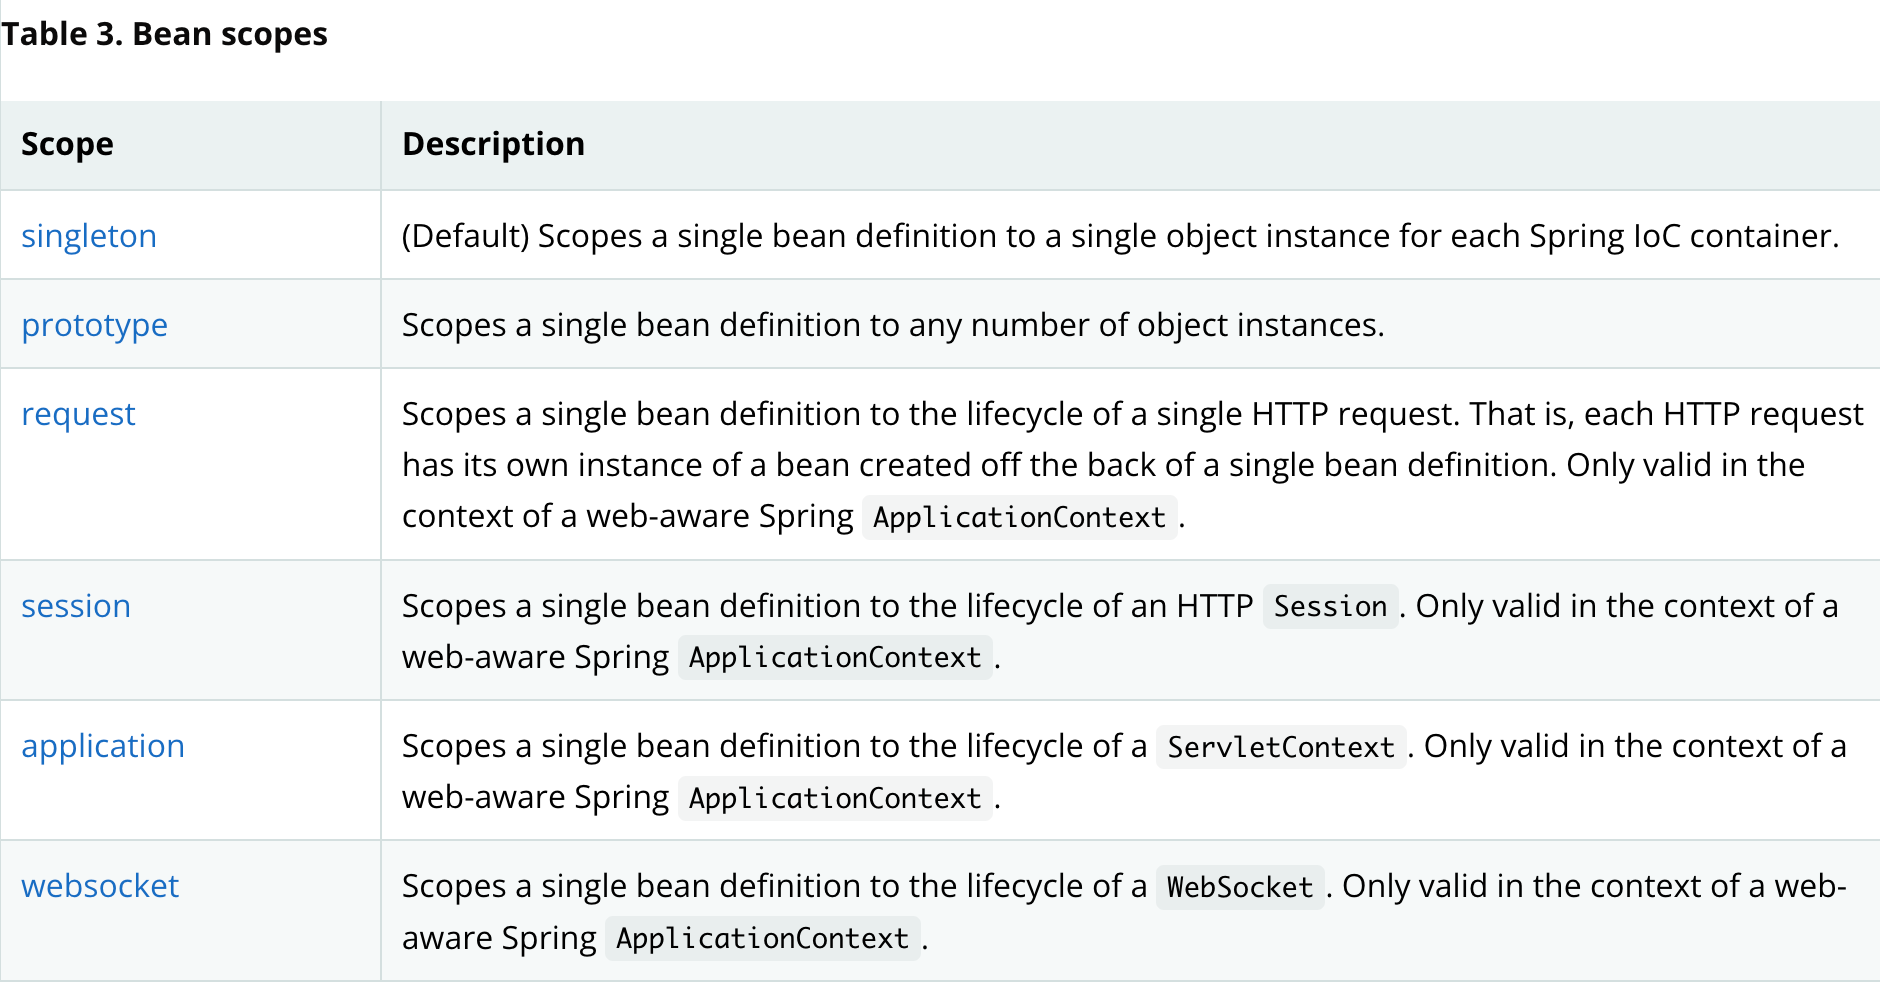 Table 3. Bean scopes
Scope Description
singleton (Default) Scopes a single bean definition to a single object instance for each Spring IoC container.
prototype Scopes a single bean definition to any number of object instances.
request Scopes a single bean definition to the lifecycle of a single HTTP request. That is, each HTTP request
has its own instance of a bean created off the back of a single bean definition. Only valid in the
context of a web-aware Spring ApplicationContext.
session Scopes a single bean definition to the lifecycle of an HTTP Session. Only valid in the context of a
web-aware Spring ApplicationContext.
application Scopes a single bean definition to the lifecycle of a ServletContext. Only valid in the context of a
web-aware Spring ApplicationContext.
websocket Scopes a single bean definition to the lifecycle of a WebSocket. Only valid in the context of a web-
aware Spring ApplicationContext.